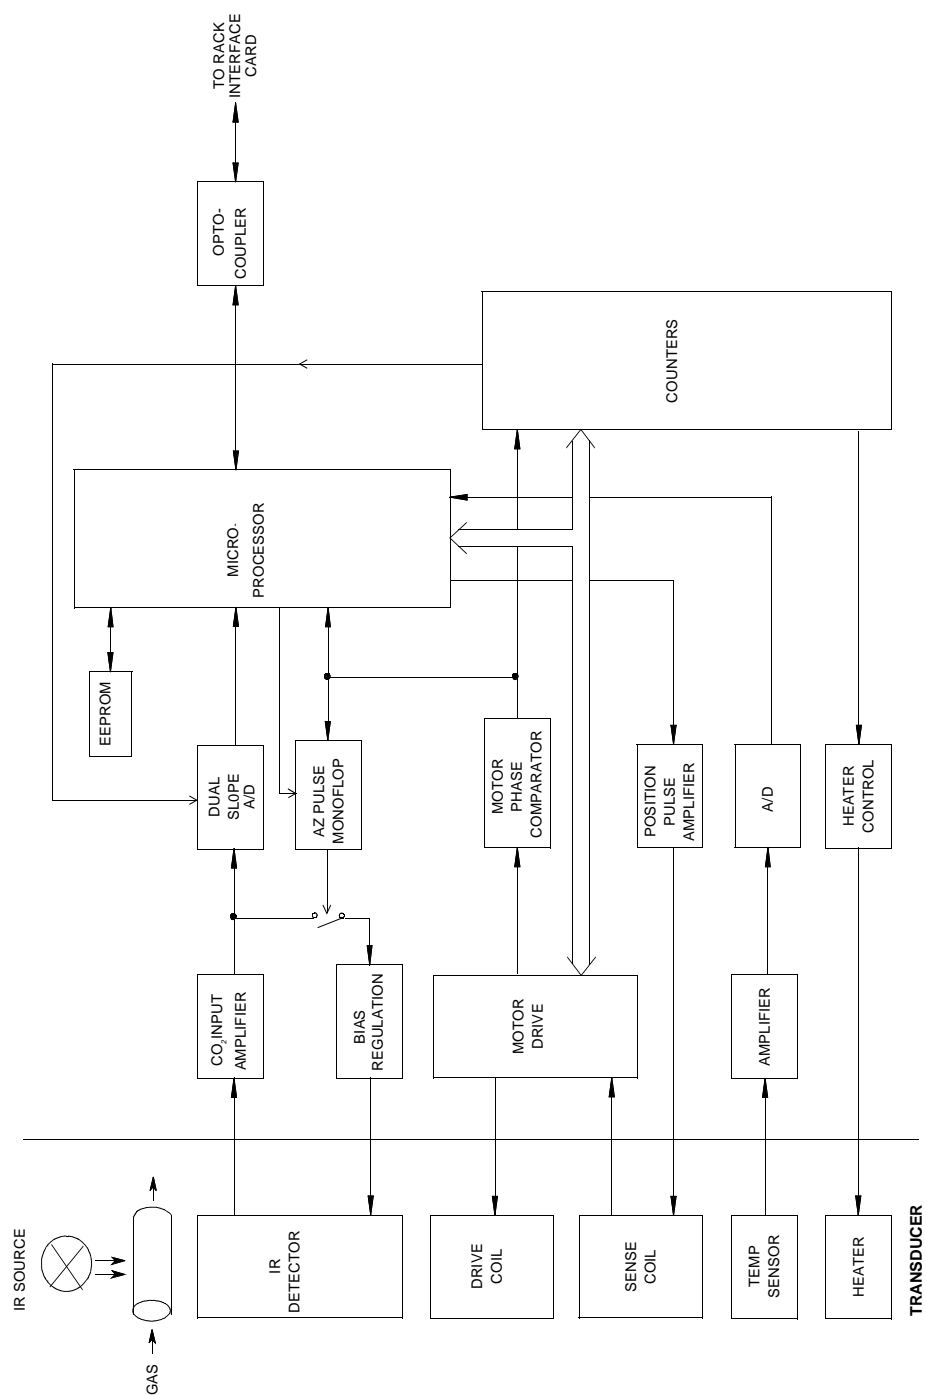 GAS
IR SOURCE
IR
DETECTOR
DRIVE
COIL
SENSE
COIL
TEMP
SENSOR
HEATER
TRANSDUCER
CO₂INPUT
AMPLIFIER
BIAS
REGULATION
MOTOR
DRIVE
AMPLIFIER
DUAL
SLOPE
A/D
AZ PULSE
MONOFLOP
MOTOR
PHASE
COMPARATOR
POSITION
PULSE
AMPLIFIER
A/D
HEATER
CONTROL
EEPROM
MICRO-
PROCESSOR
COUNTERS
OPTO-
COUPLER
TO RACK
INTERFACE
CARD